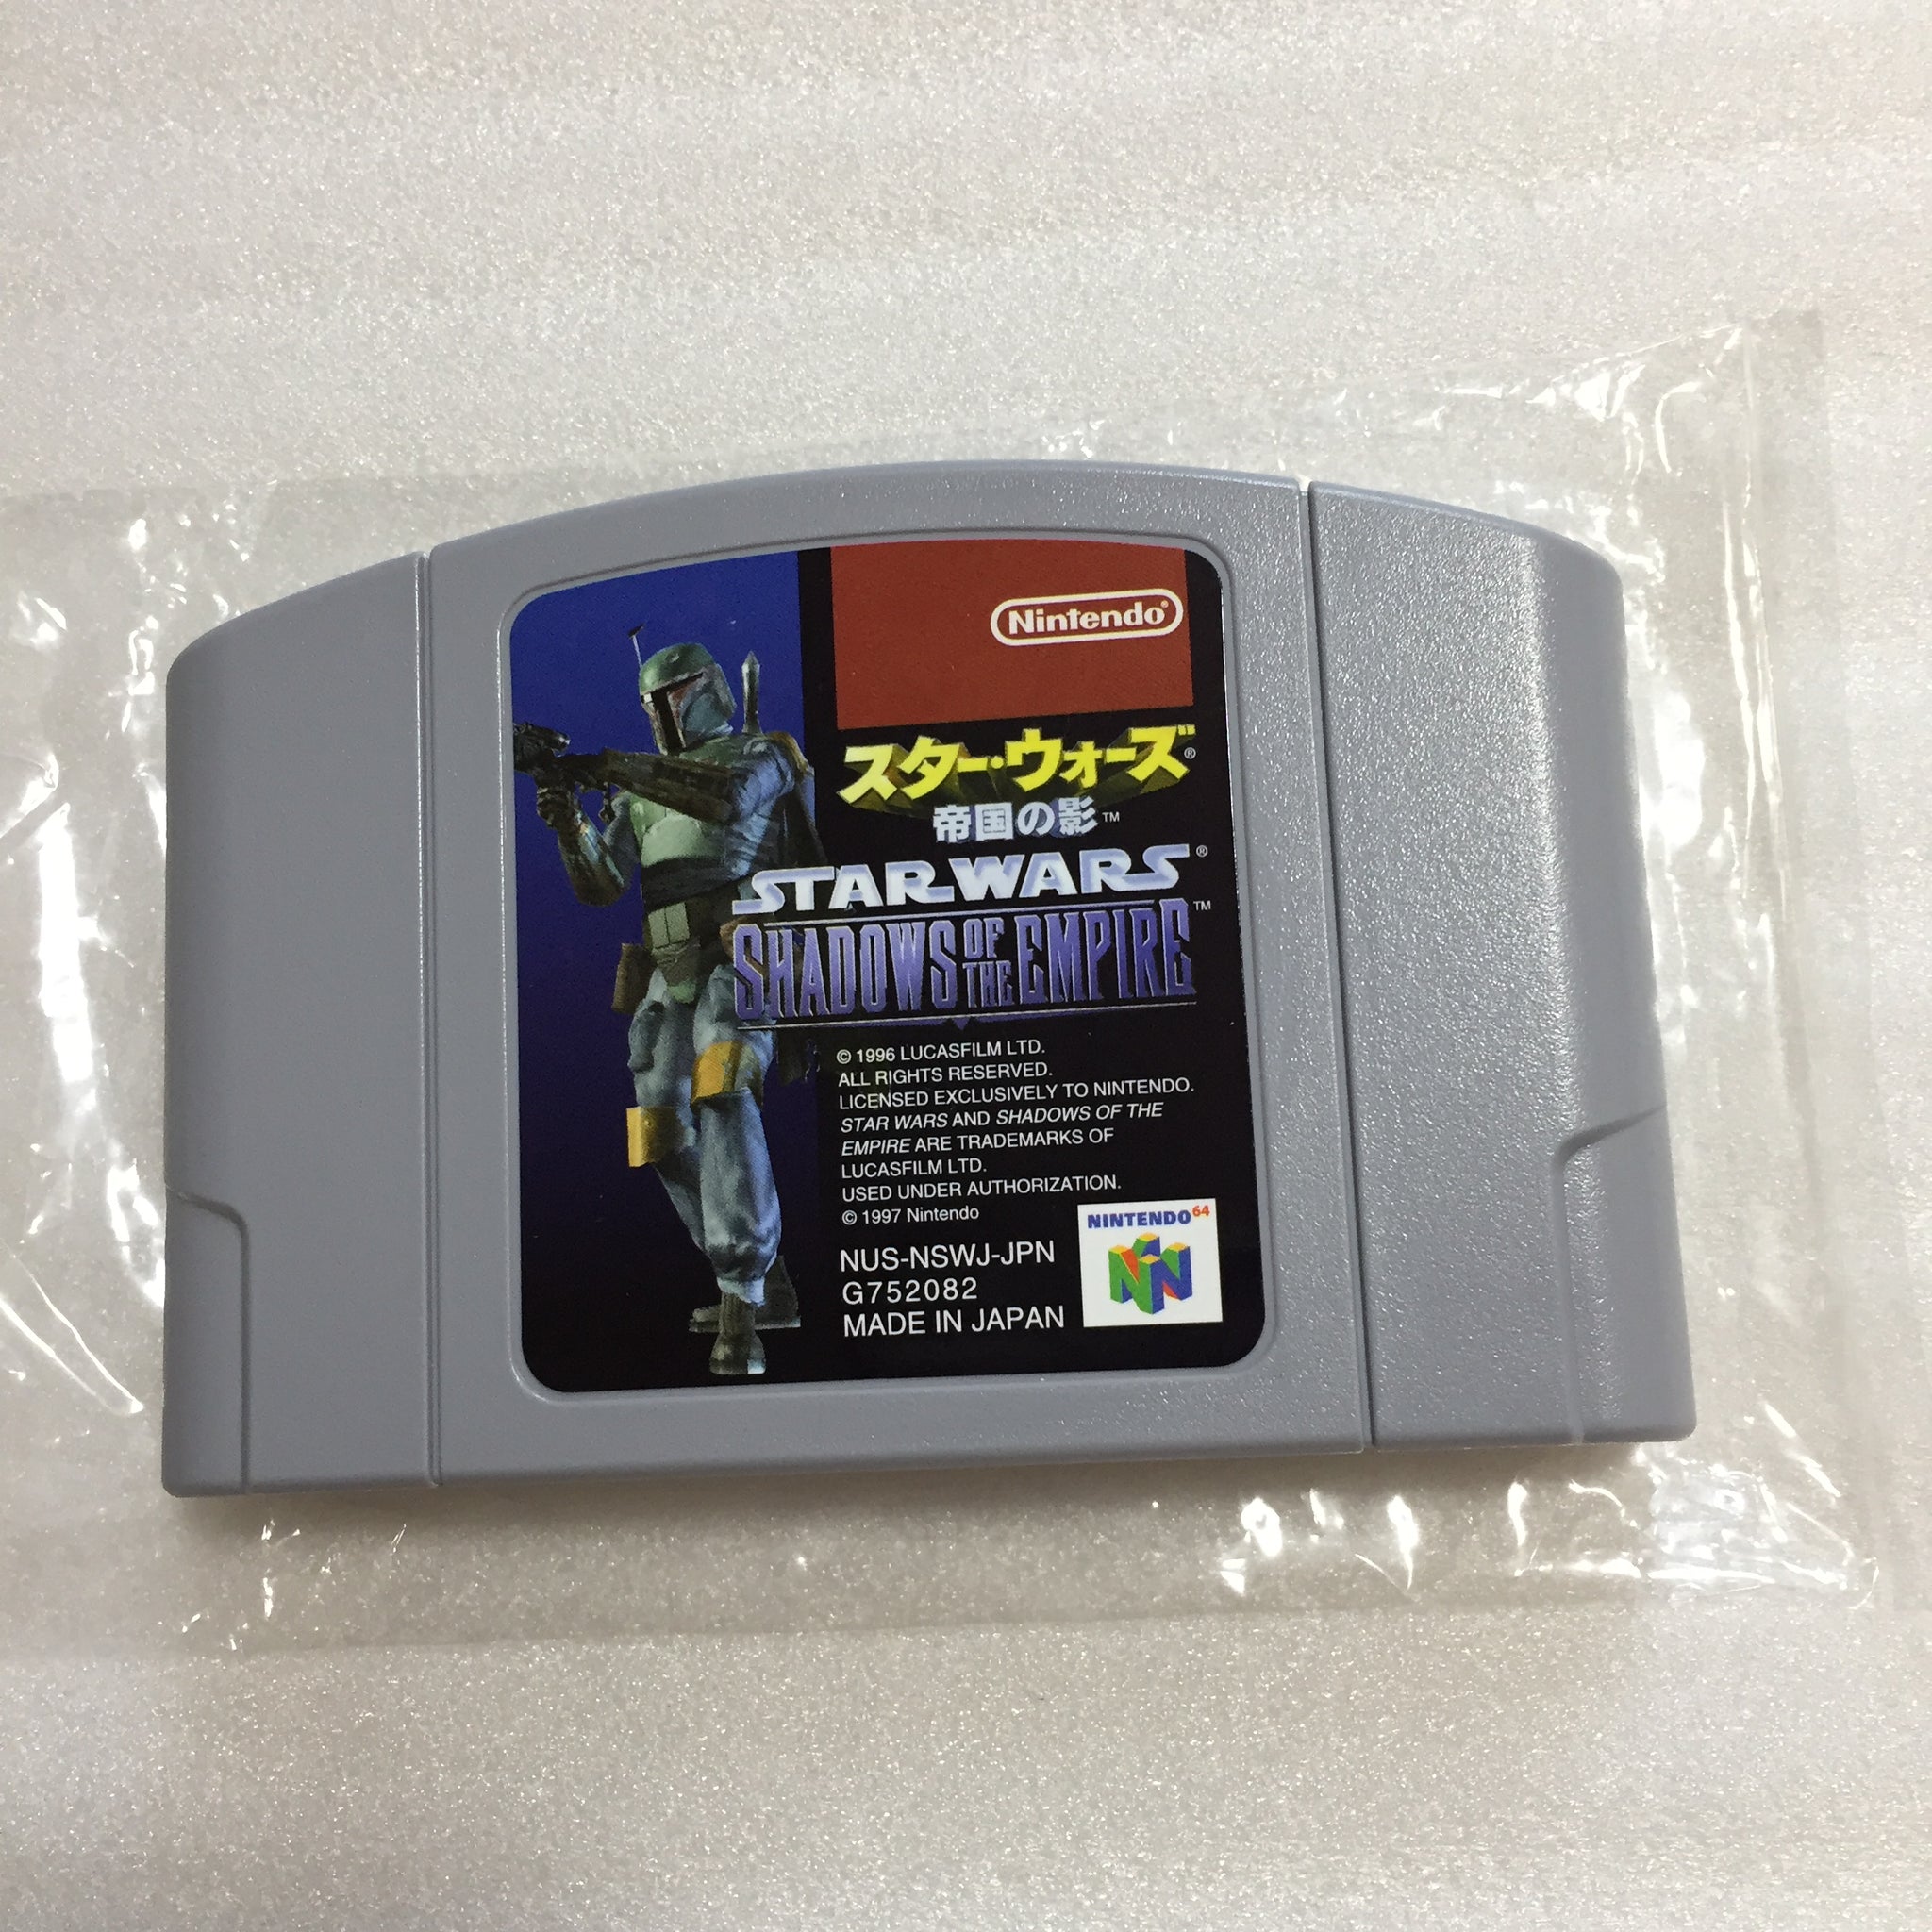 Nintendo®
スター・ウォーズ®
帝国の影™
STAR WARS®
SHADOWS OF THE EMPIRE™
© 1996 LUCASFILM LTD.
ALL RIGHTS RESERVED.
LICENSED EXCLUSIVELY TO NINTENDO.
STAR WARS AND SHADOWS OF THE
EMPIRE ARE TRADEMARKS OF
LUCASFILM LTD.
USED UNDER AUTHORIZATION.
© 1997 Nintendo
NUS-NSWJ-JPN
G752082
MADE IN JAPAN
NINTENDO64